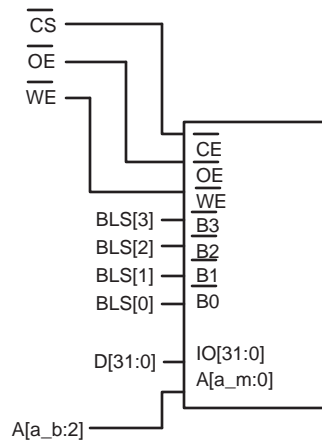 CS
OE
WE
CE
OE
WE
BLS[3] B3
BLS[2] B2
BLS[1] B1
BLS[0] B0
D[31:0] IO[31:0]
A[a_m:0]
A[a_b:2]